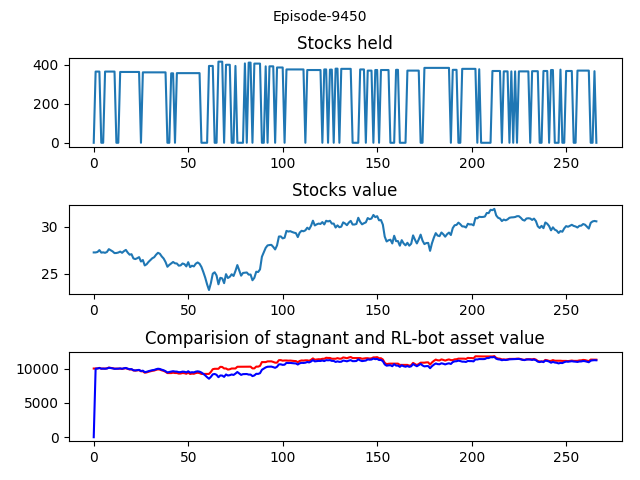 Episode-9450
Stocks held
400
200
0
0 50 100 150 200 250
Stocks value
30
25
0 50 100 150 200 250
Comparision of stagnant and RL-bot asset value
10000
5000
0
0 50 100 150 200 250